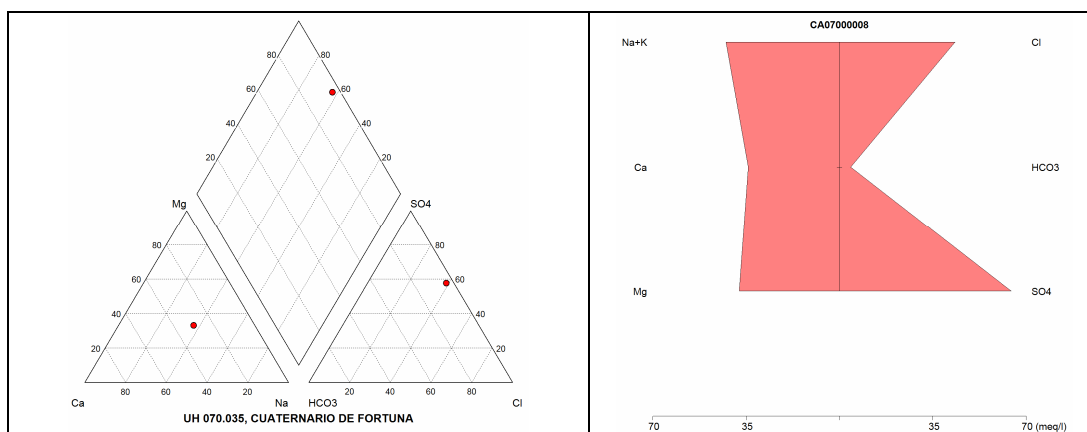 80 80
60 60
40 40
20 20
Mg SO4
80 80
60 60
40 40
20 20
80 60 40 20 20 40 60 80
Ca Na HCO3 Cl
UH 070.035, CUATERNARIO DE FORTUNA
CA07000008
Na+K Cl
Ca HCO3
Mg SO4
70 35 35 70 (meq/l)